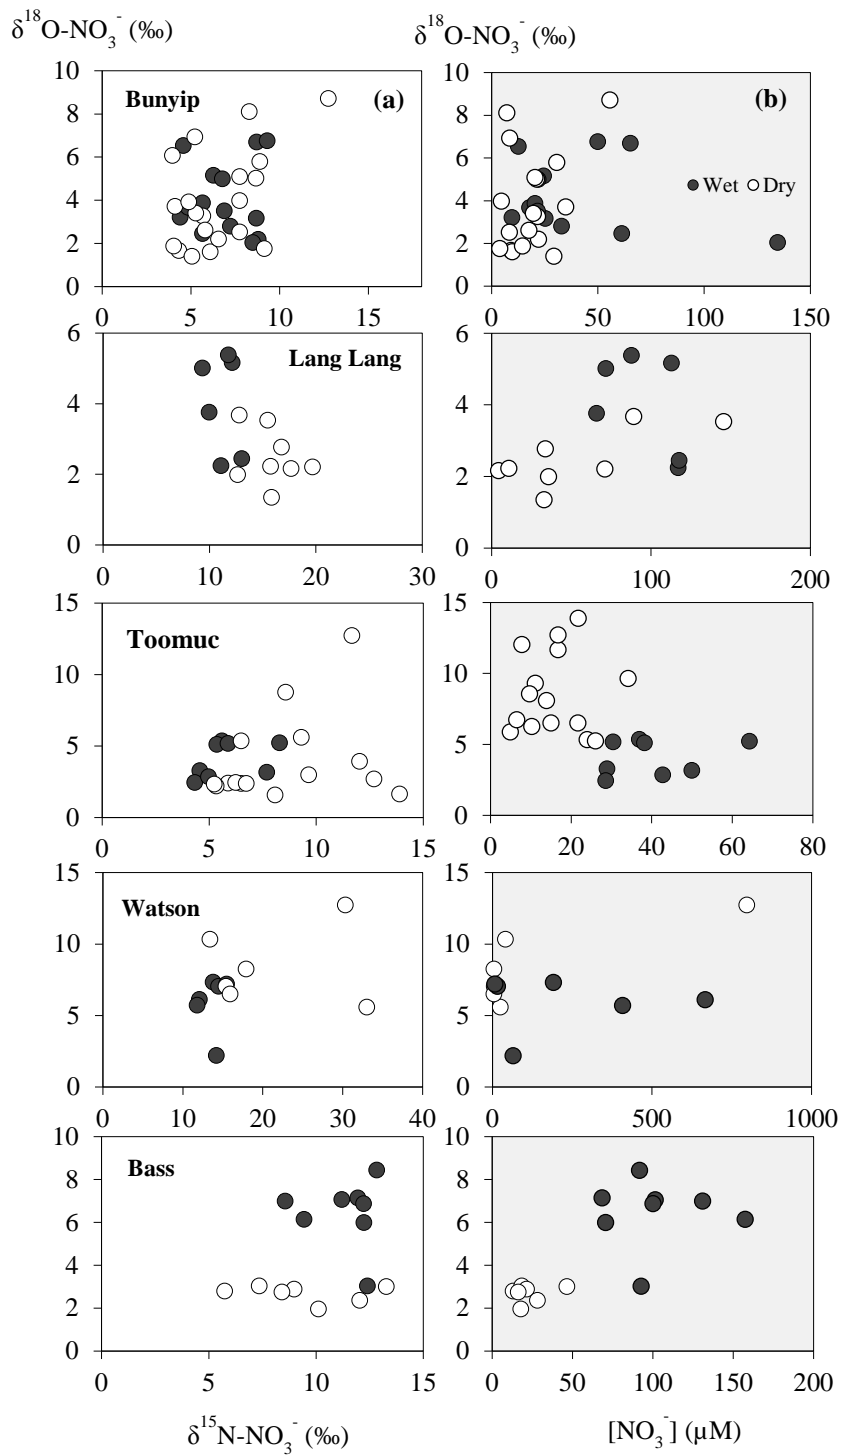 δ¹⁸O-NO₃⁻ (‰) δ¹⁸O-NO₃⁻ (‰)
10 10
Bunyip (a) (b)
8 8
6 6
Wet Dry
4 4
2 2
0 0
0 5 10 15 0 50 100 150
6 6
Lang Lang
4 4
2 2
0 0
0 10 20 30 0 100 200
15 15
Toomuc
10 10
5 5
0 0
0 5 10 15 0 20 40 60 80
15 15
Watson
10 10
5 5
0 0
0 10 20 30 40 0 500 1000
10 10
Bass
8 8
6 6
4 4
2 2
0 0
0 5 10 15 0 50 100 150 200
δ¹⁵N-NO₃⁻ (‰) [NO₃⁻] (µM)